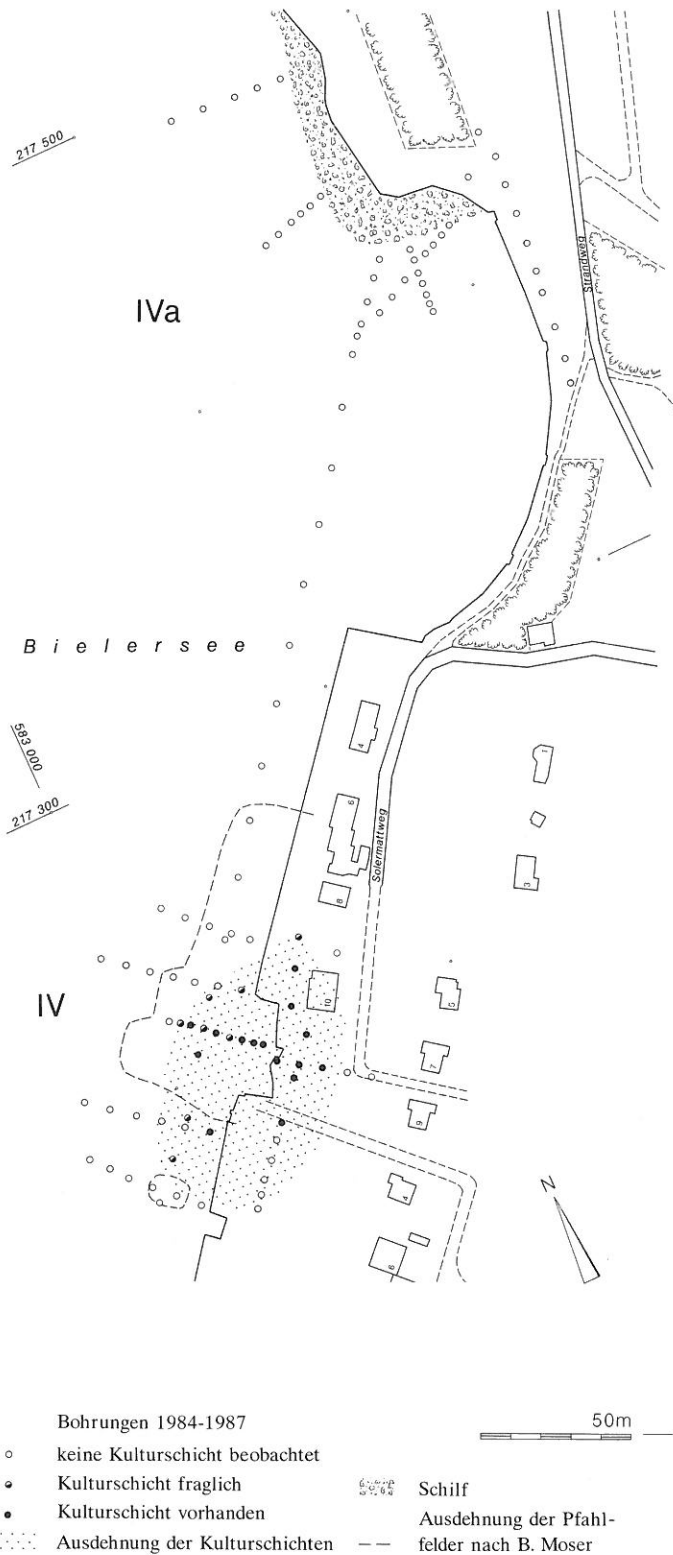 217 500
Strandweg
IVa
Bielersee
583 000
217 300
4
6
Solermattweg
1
8
3
IV
10
5
7
9
4
N
6
Bohrungen 1984-1987
50m
keine Kulturschicht beobachtet
Kulturschicht fraglich
Schilf
Kulturschicht vorhanden
Ausdehnung der Pfahl-
Ausdehnung der Kulturschichten
felder nach B. Moser